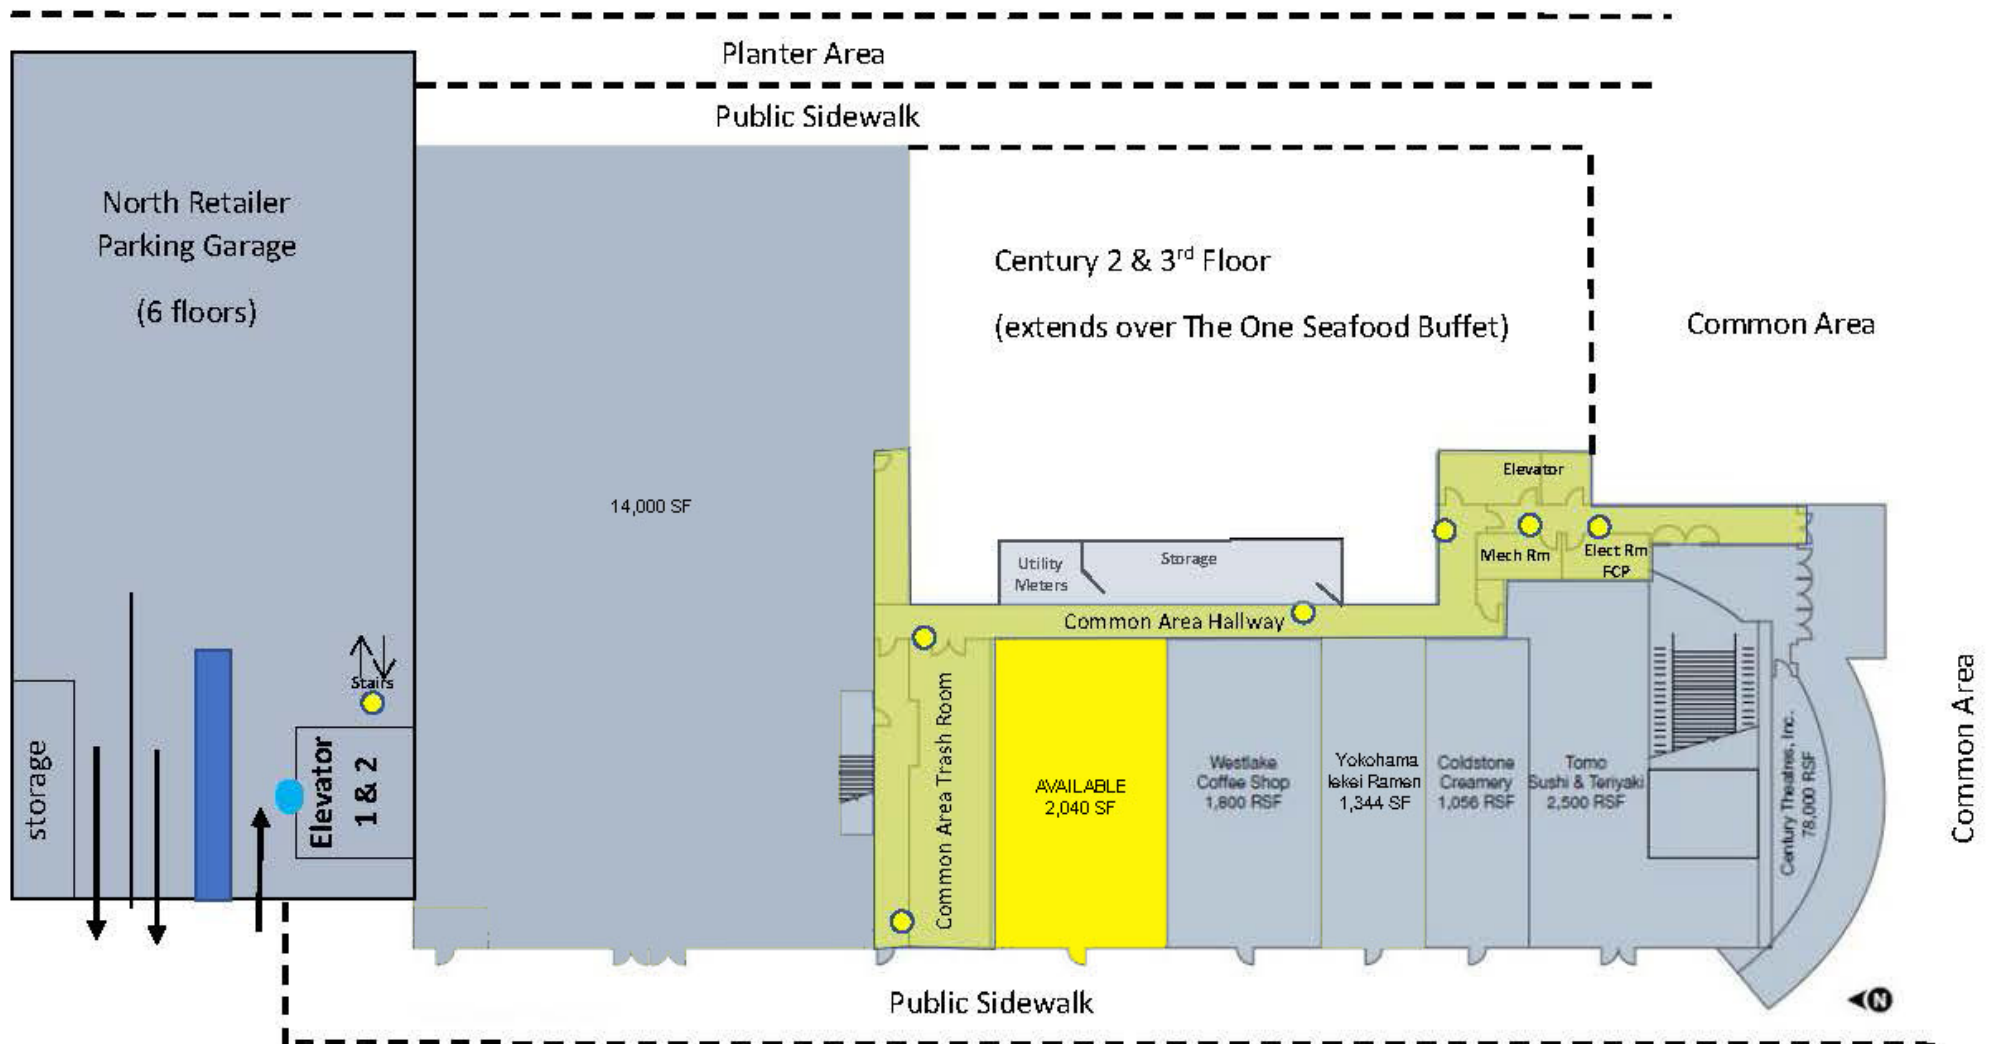 Planter Area
Public Sidewalk
North Retailer
Parking Garage
(6 floors)
Century 2 & 3rd Floor
(extends over The One Seafood Buffet)
Common Area
14,000 SF
Elevator
Mech Rm
Elect Rm
FCP
Utility
Meters
Storage
Common Area Hallway
Stairs
storage
Elevator
1 & 2
Common Area Trash Room
AVAILABLE
2,040 SF
Westlake
Coffee Shop
1,800 RSF
Yokohama
Iekei Ramen
1,344 SF
Coldstone
Creamery
1,056 RSF
Tomo
Sushi & Teriyaki
2,500 RSF
Century Theatres, Inc.
78,000 RSF
Common Area
Public Sidewalk
N